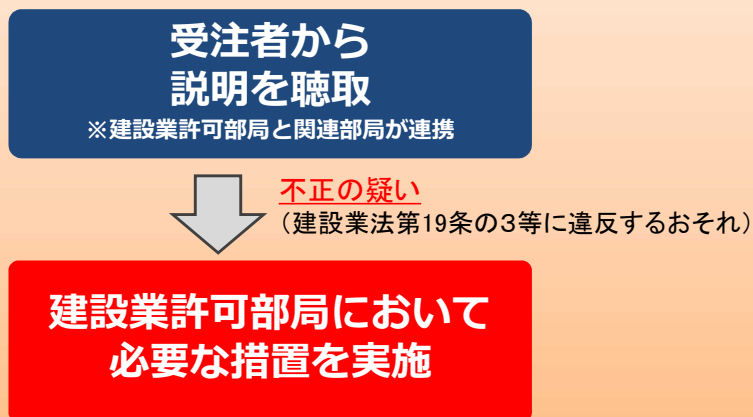 受注者から
説明を聴取
※建設業許可部局と関連部局が連携
不正の疑い
（建設業法第19条の3等に違反するおそれ）
建設業許可部局において
必要な措置を実施